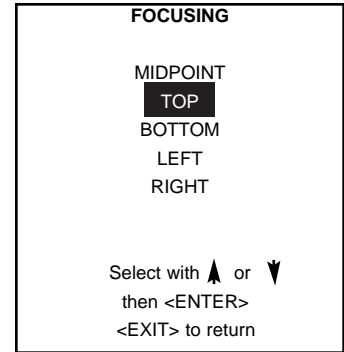 FOCUSING
MIDPOINT
TOP
BOTTOM
LEFT
RIGHT
Select with or
then <ENTER>
<EXIT> to return